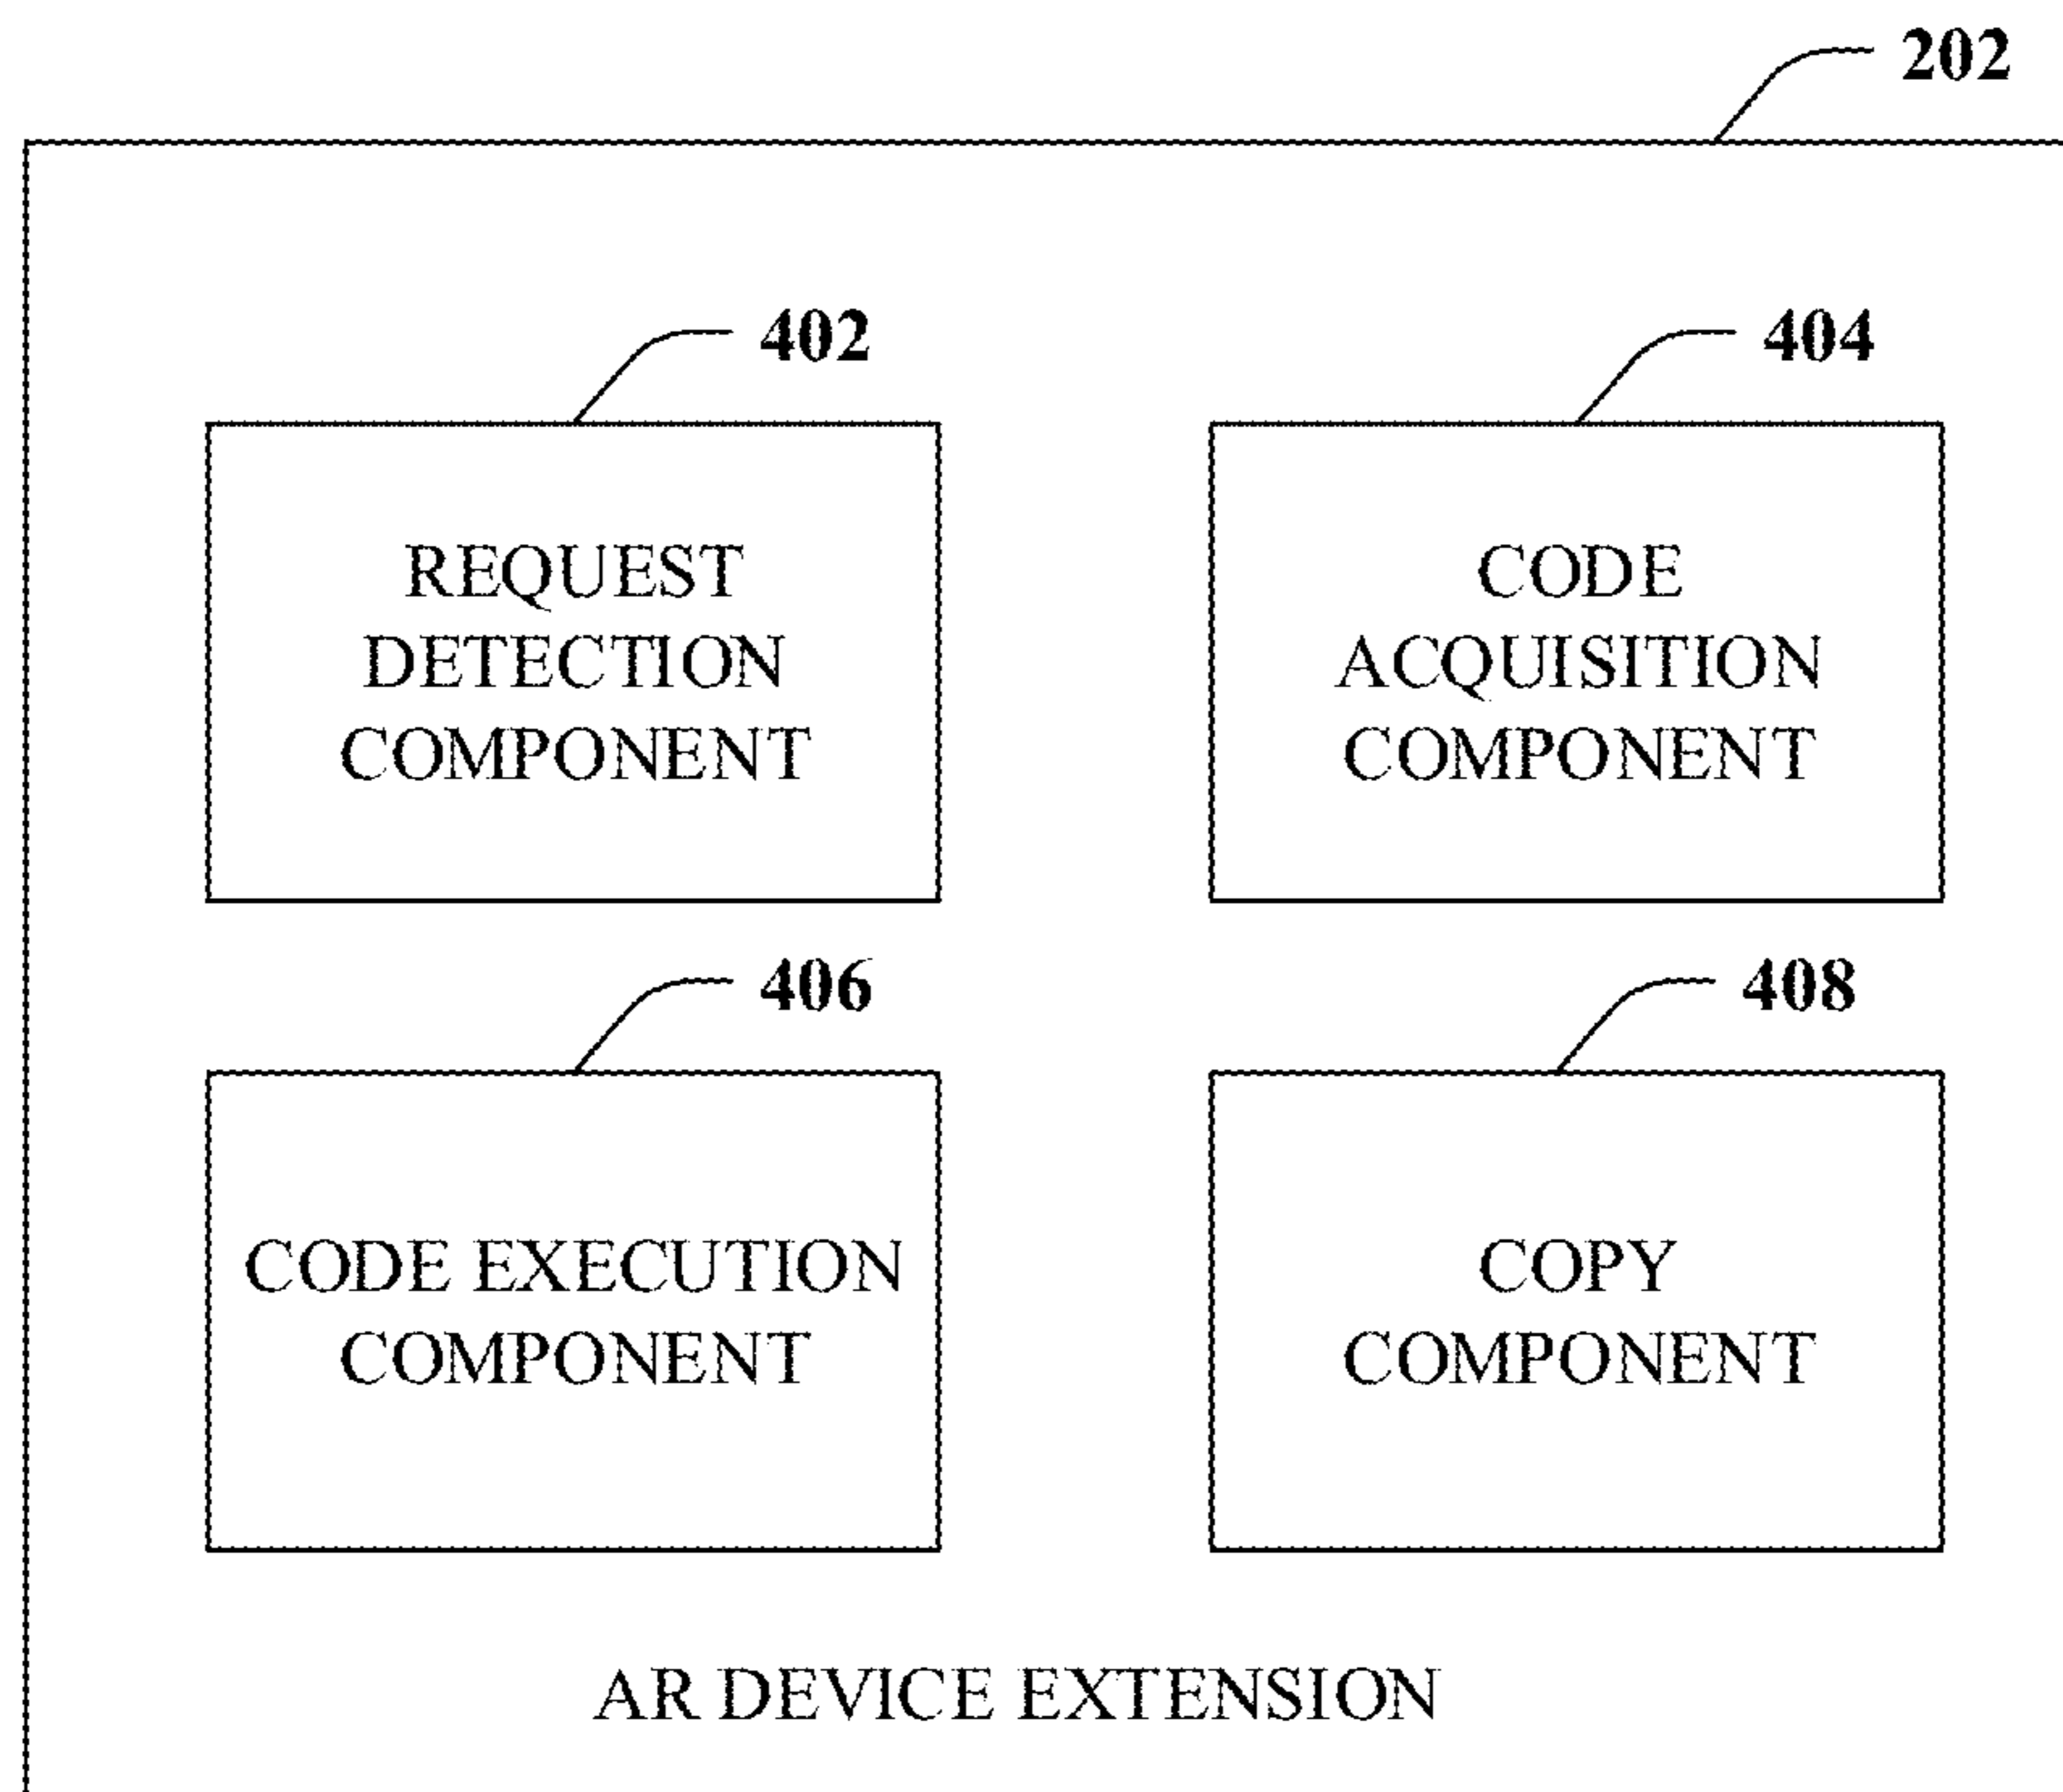 202
402
404
REQUEST
DETECTION
COMPONENT
CODE
ACQUISITION
COMPONENT
406
408
CODE EXECUTION
COMPONENT
COPY
COMPONENT
AR DEVICE EXTENSION